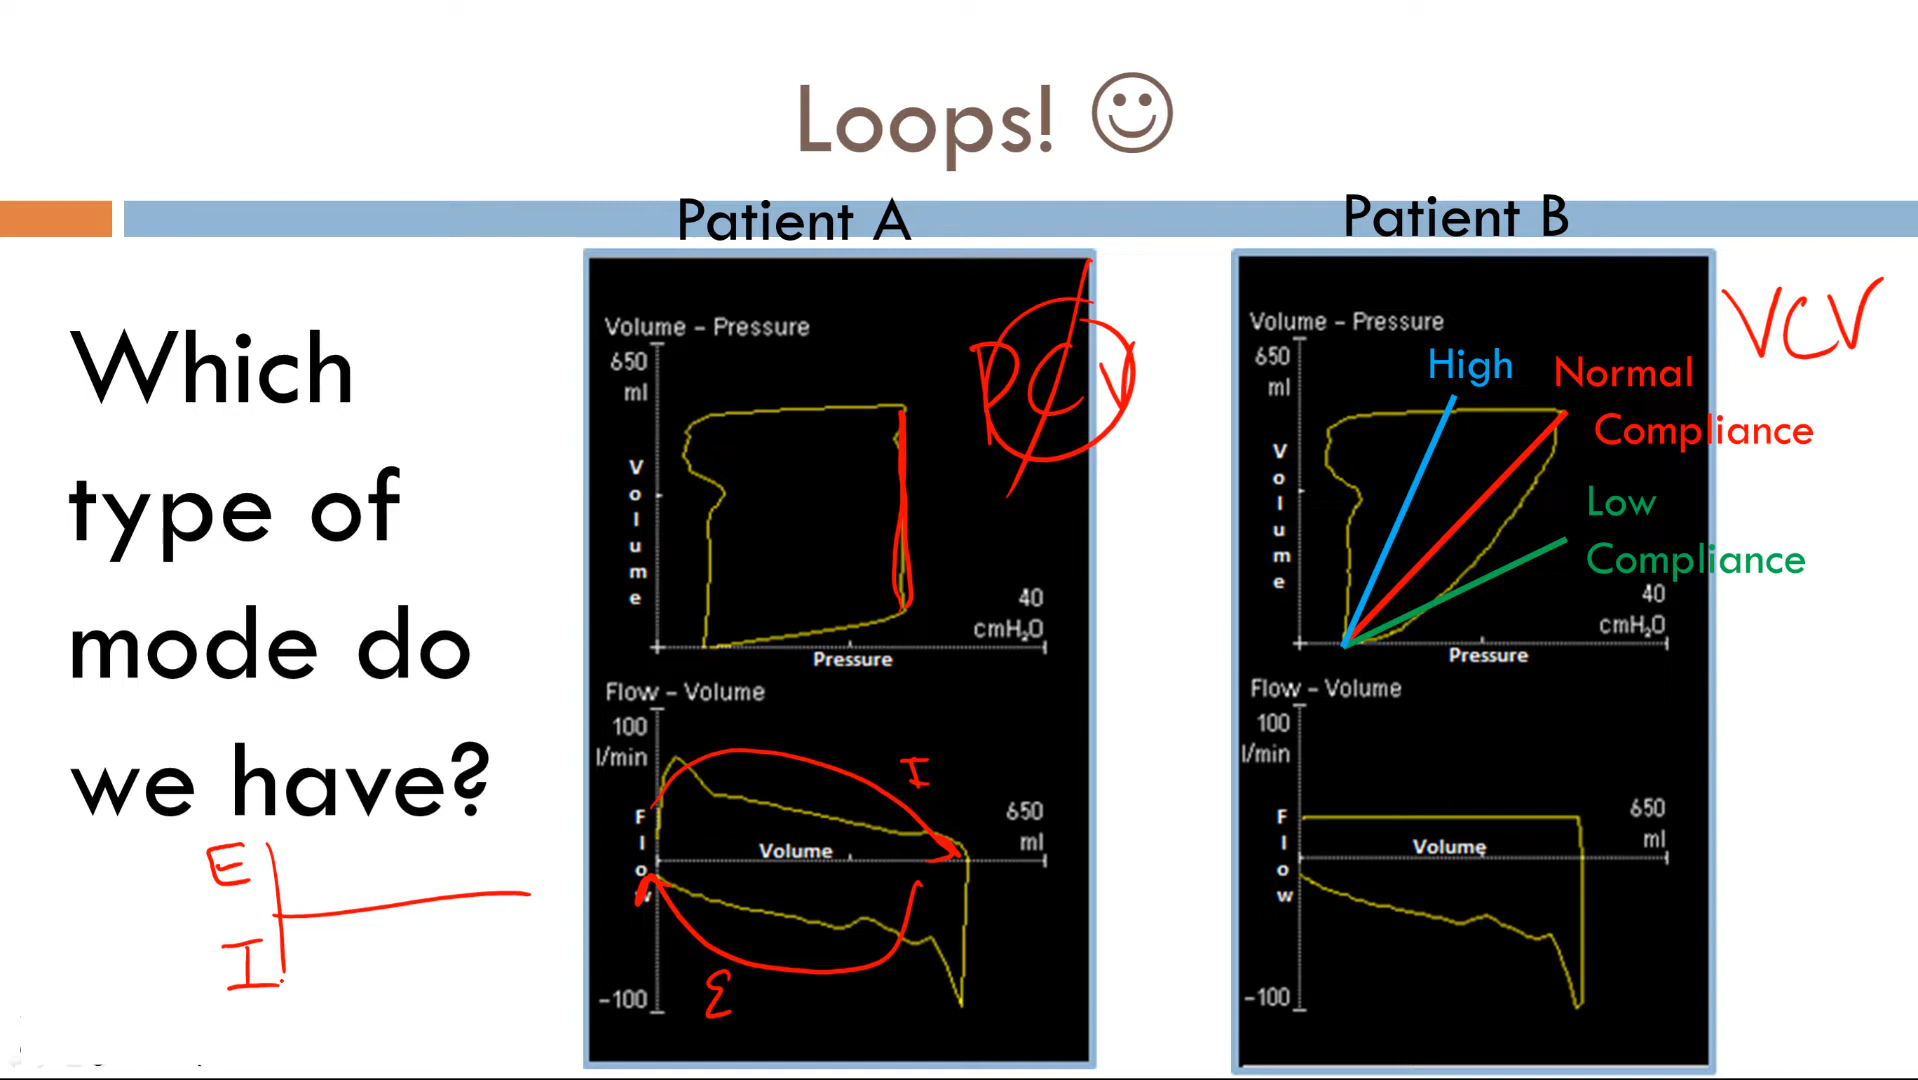 Loops! ☺
Patient A
Patient B
Which
type of
mode do
we have?
E
I
Volume – Pressure
650
ml
Volume
40
cmH₂O
Pressure
PCV
Flow – Volume
100
l/min
Flow
I
650
ml
Volume
E
-100
Volume – Pressure
650
ml
Volume
High
Normal
Compliance
Low
Compliance
40
cmH₂O
Pressure
VCV
Flow – Volume
100
l/min
Flow
650
ml
Volume
-100